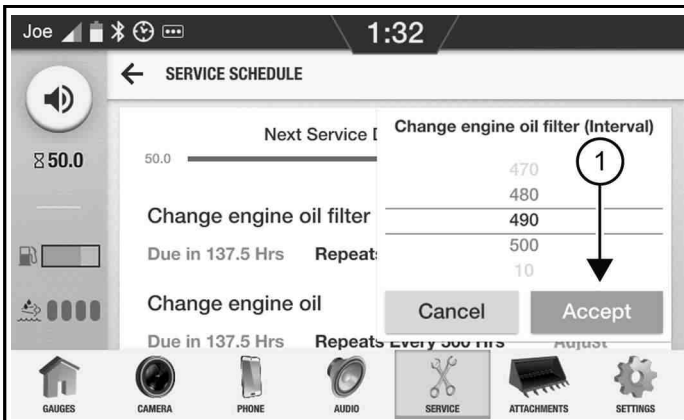 Joe 1:32
SERVICE SCHEDULE
50.0
Next Service
50.0
Change engine oil filter
Due in 137.5 Hrs Repeats
Change engine oil
Due in 137.5 Hrs Repeats Every 500 Hrs Adjust
Change engine oil filter (Interval)
470
480
490
500
10
1
Cancel Accept
GAUGES CAMERA PHONE AUDIO SERVICE ATTACHMENTS SETTINGS